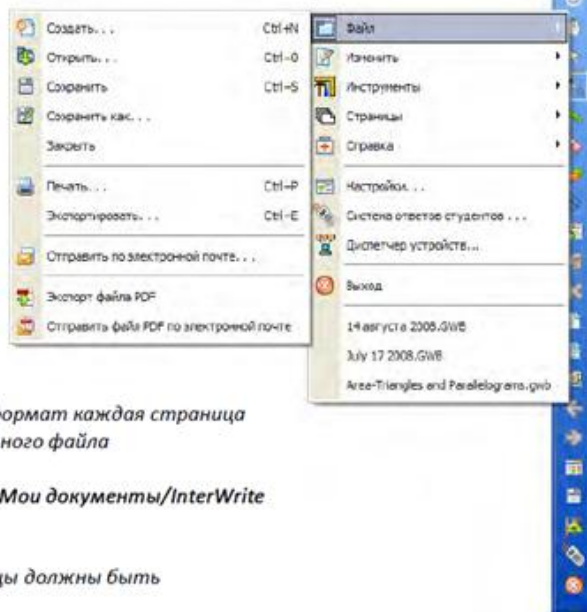 Создать... Ctrl+N
Открыть... Ctrl-O
Сохранить Ctrl-S
Сохранить как...
Закрыть
Печать... Ctrl-P
Экспортировать... Ctrl-E
Отправить по электронной почте...
Экспорт файла PDF
Отправить файл PDF по электронной почте
Файл
Изменить
Инструменты
Страницы
Справка
Настройки...
Система ответов студентов ...
Диспетчер устройств...
Выход
14 августа 2008.GWB
July 17 2008.GWB
Area-Triangles and Parallelograms.gwb
формат каждая страница
ного файла
Мои документы/InterWrite
цы должны быть